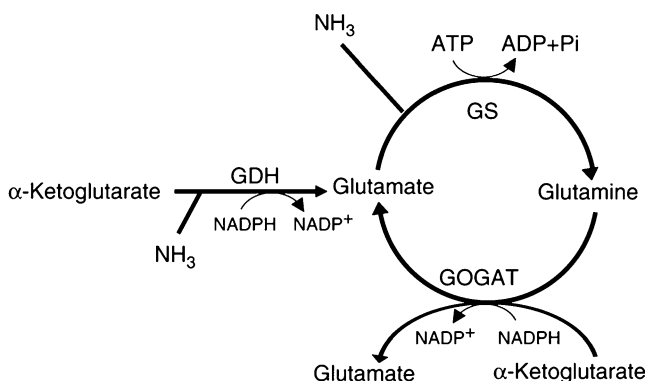 NH₃
ATP ADP+Pi
GS
GDH
α-Ketoglutarate Glutamate Glutamine
NADPH NADP⁺
NH₃
GOGAT
NADP⁺ NADPH
Glutamate α-Ketoglutarate